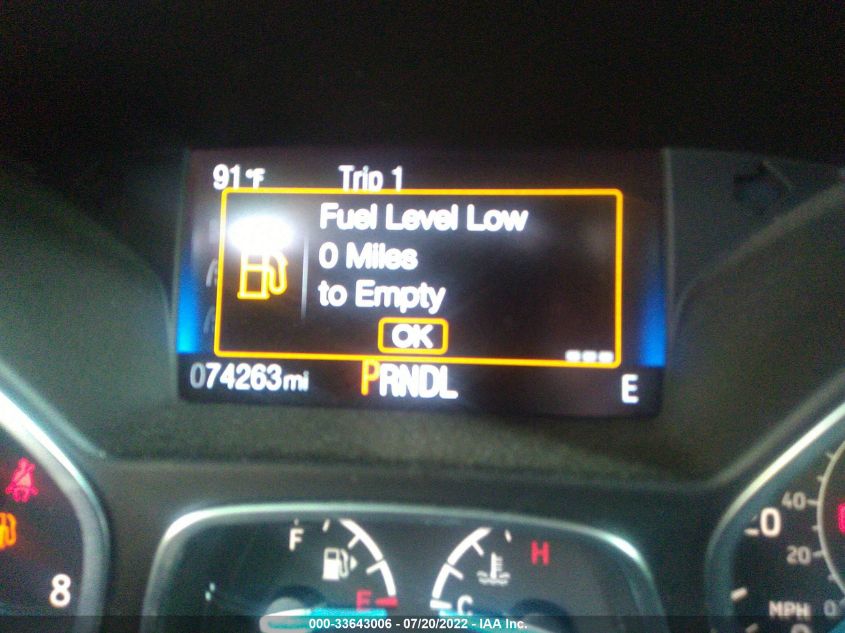 91°F Trip 1
Fuel Level Low
0 Miles
to Empty
OK
074263mi PRNDL E
F H
40
20
8 E C MPH 0
000-33643006 - 07/20/2022 - IAA Inc.